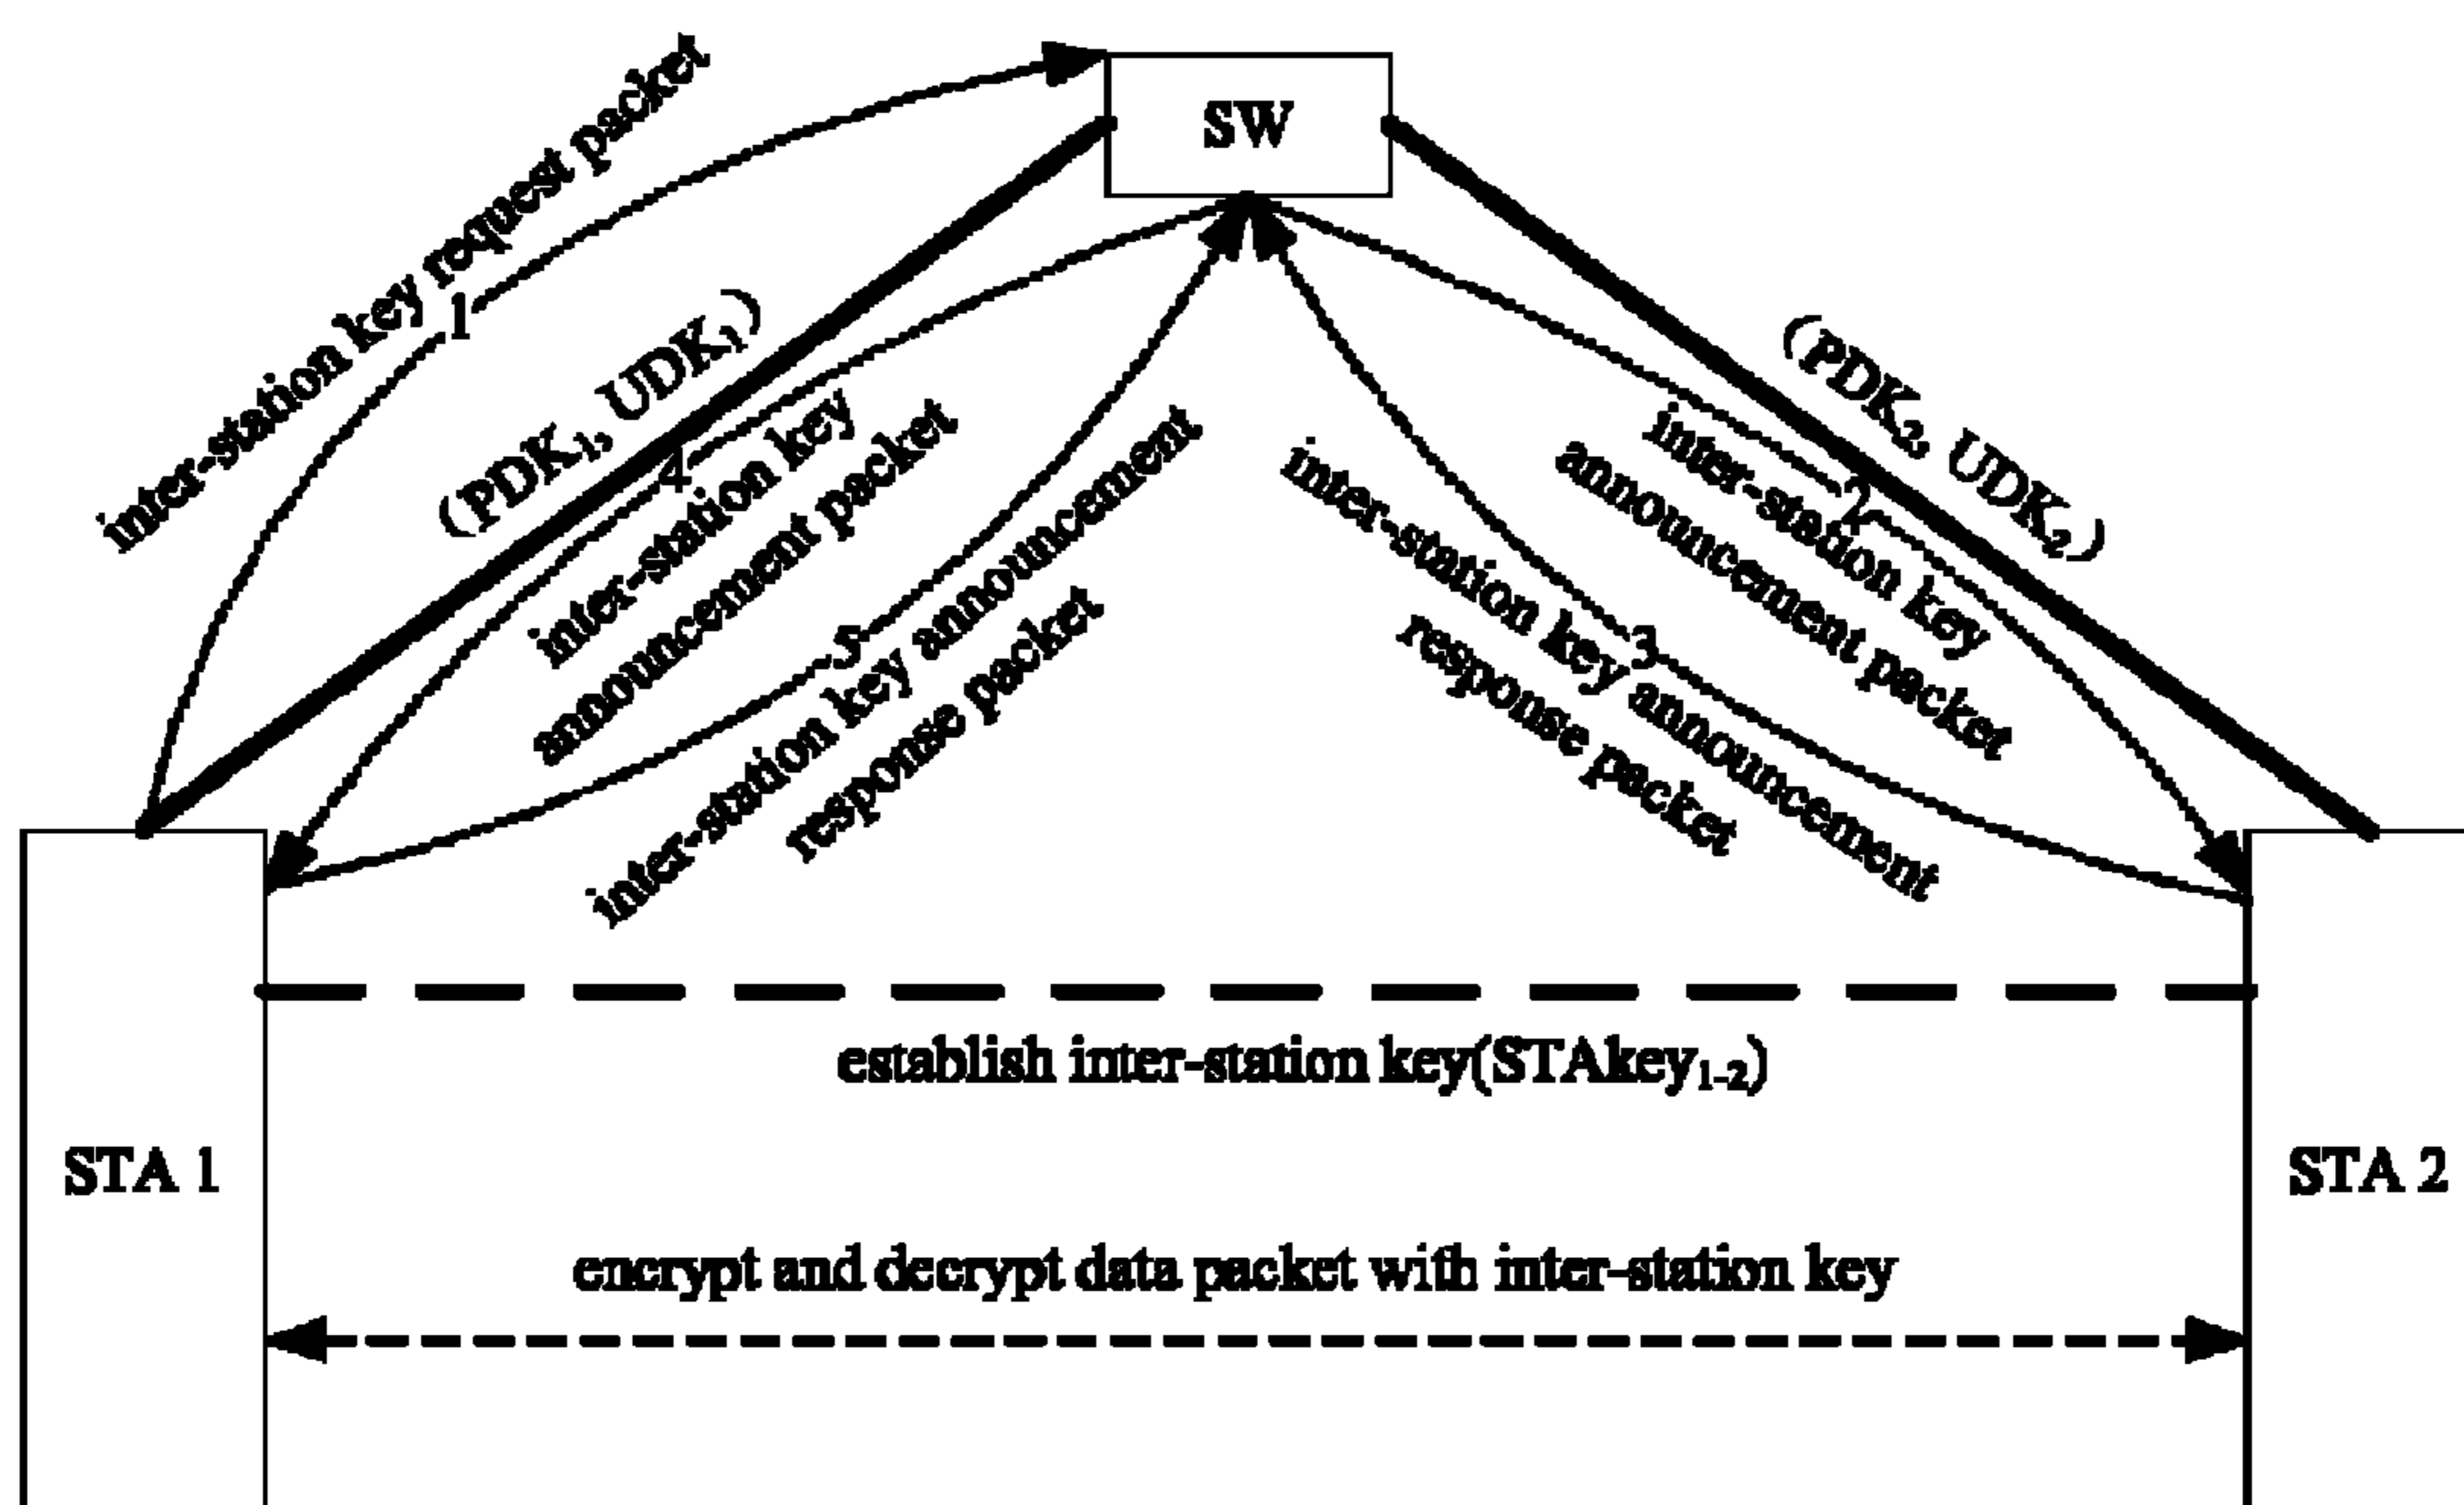 SW
inter-station key request packet
1
(PDK₁, UDK₁)
4
inter-station key
announcement packet
5
inter-station key announcement
response packet
(PDK₂, UDK₂)
2
inter-station key
announcement packet
3
inter-station key announcement
response packet
establish inter-station key(STAkey₁₋₂)
STA 1
STA 2
encrypt and decrypt data packet with inter-station key